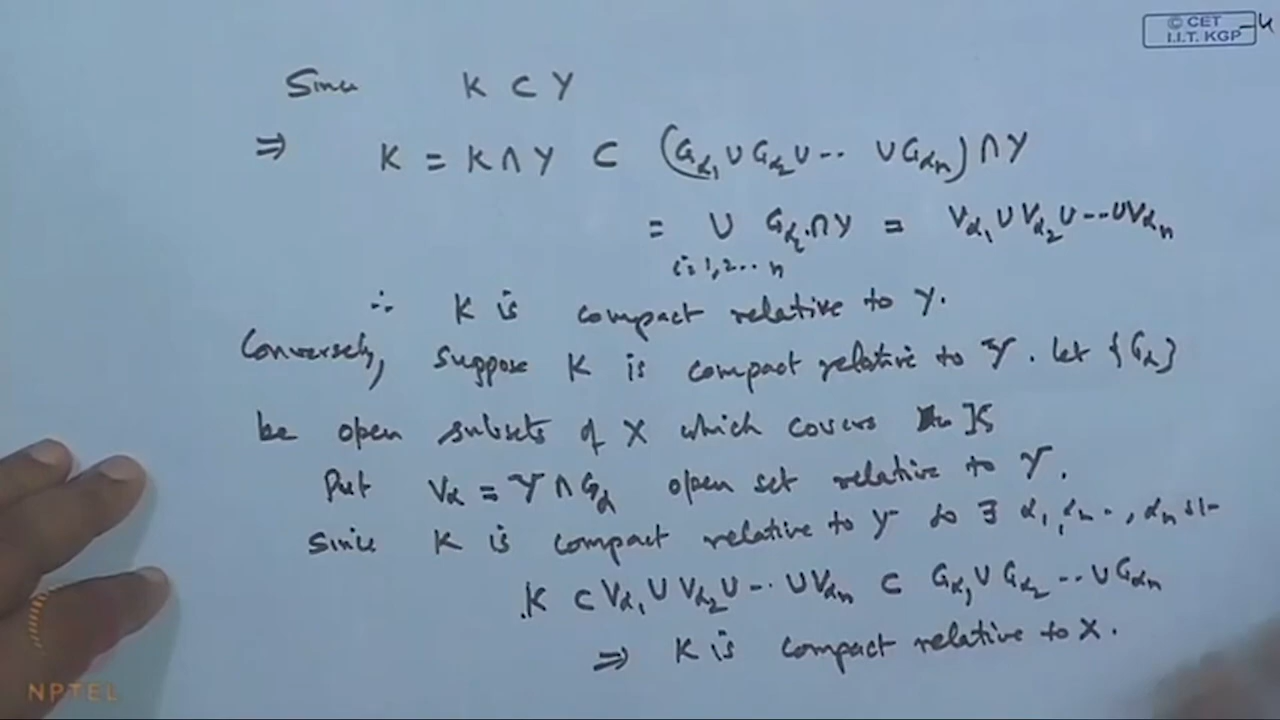 © CET
I.I.T. KGP
-4
Since K ⊂ Y
⇒ K = K ∩ Y ⊂ (Gα₁ ∪ Gα₂ ∪ -- ∪ Gαₙ) ∩ Y
= ∪ Gαᵢ ∩ Y = Vα₁ ∪ Vα₂ ∪ --- ∪ Vαₙ
i=1,2... n
∴ K is compact relative to Y.
Conversely, suppose K is compact relative to Y. let {Gα}
be open subsets of X which covers K
Put Vα = Y ∩ Gα open set relative to Y.
Since K is compact relative to Y so ∃ α₁, α₂ .., αₙ st
K ⊂ Vα₁ ∪ Vα₂ ∪ -- ∪ Vαₙ ⊂ Gα₁ ∪ Gα₂ -- ∪ Gαₙ
⇒ K is compact relative to X.
NPTEL